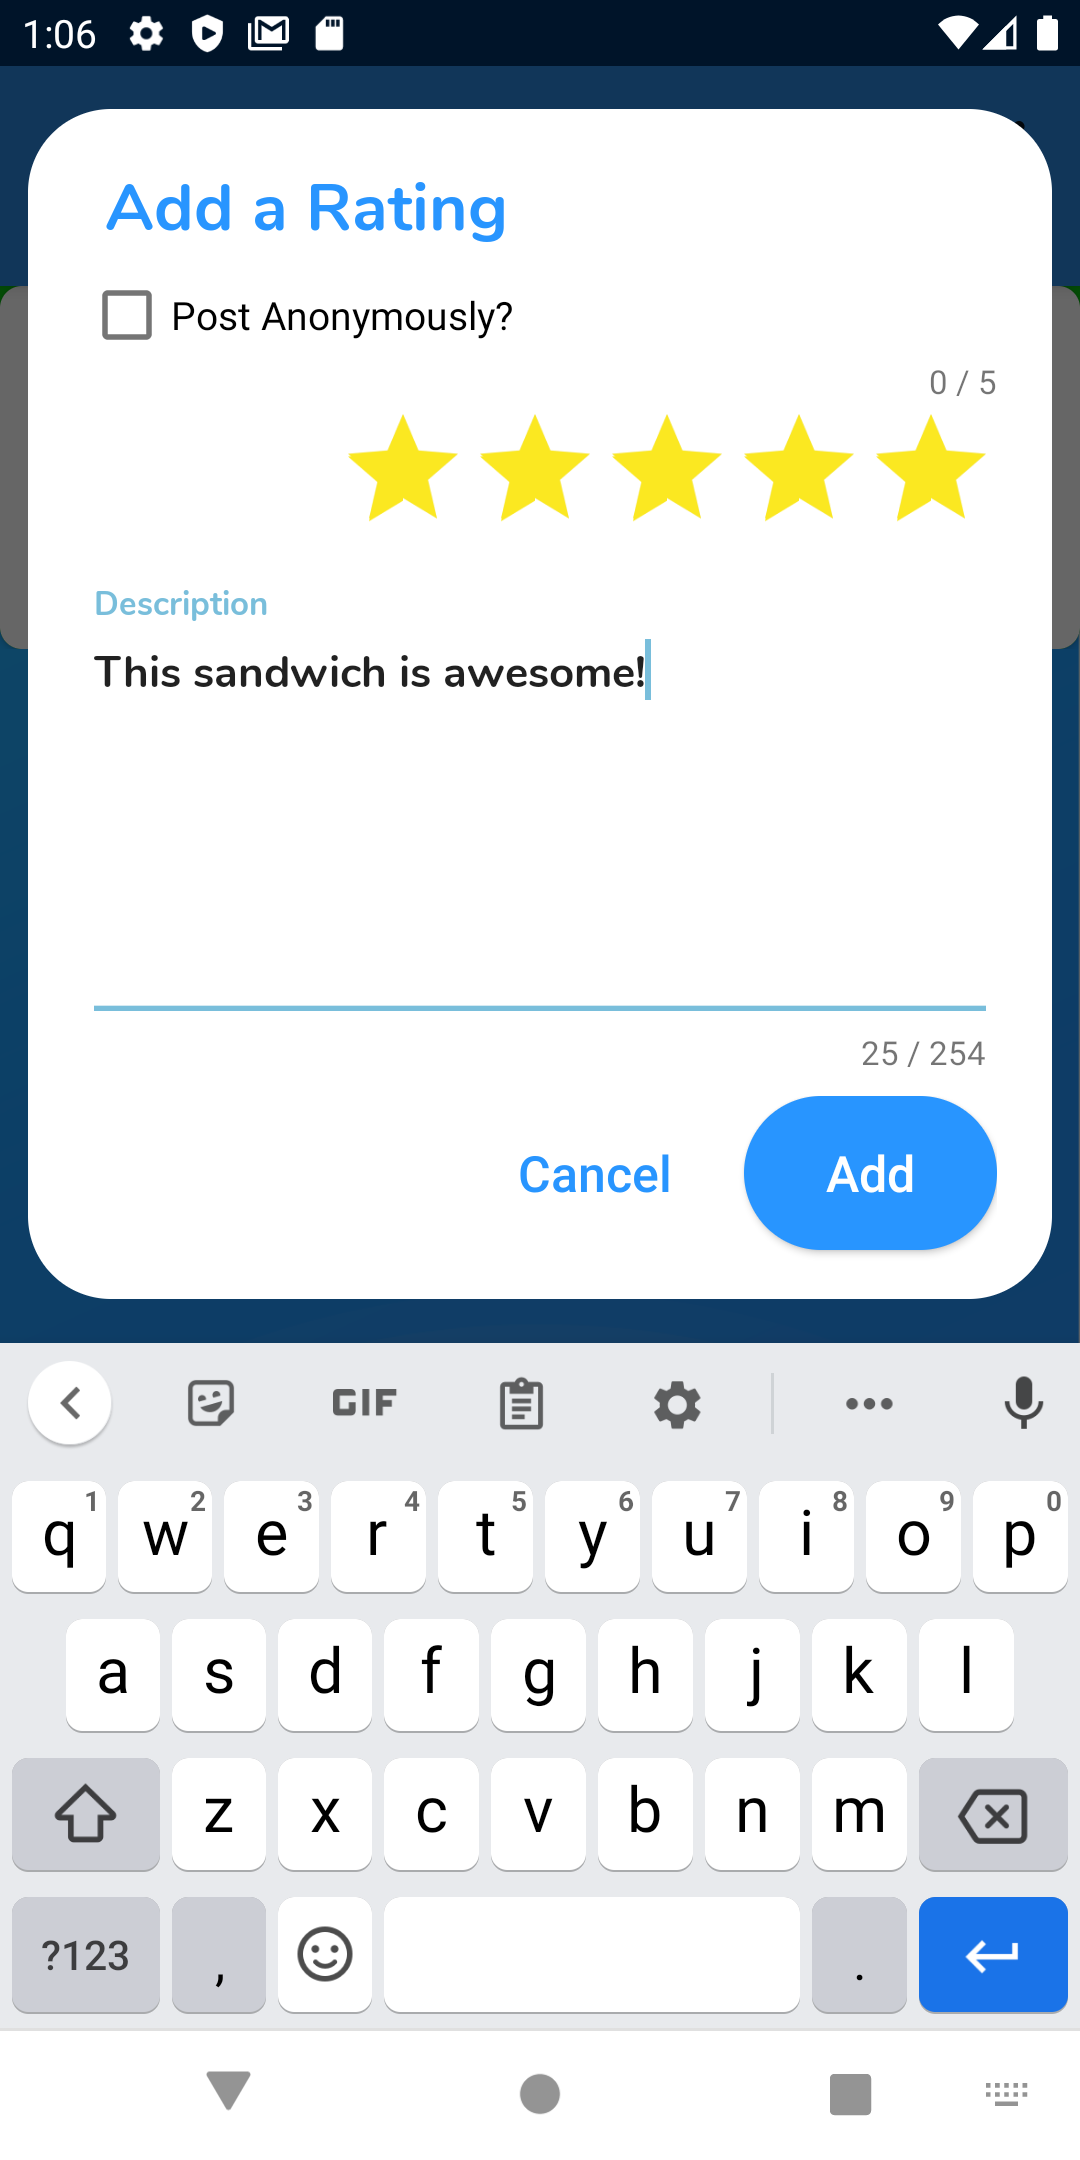 1:06
Add a Rating
Post Anonymously?
0 / 5
Description
This sandwich is awesome!
25 / 254
Cancel
Add
GIF
q 1 w 2 e 3 r 4 t 5 y 6 u 7 i 8 o 9 p 0
a s d f g h j k l
z x c v b n m
?123 , .